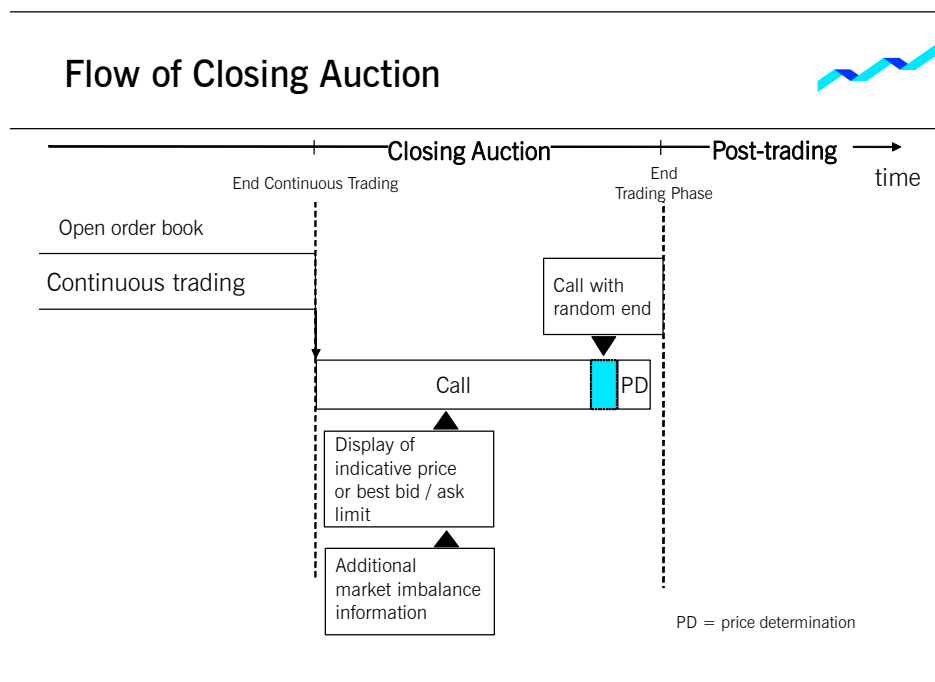 Flow of Closing Auction
Closing Auction
Post-trading
time
End Continuous Trading
End
Trading Phase
Open order book
Continuous trading
Call with
random end
Call
PD
Display of
indicative price
or best bid / ask
limit
Additional
market imbalance
information
PD = price determination